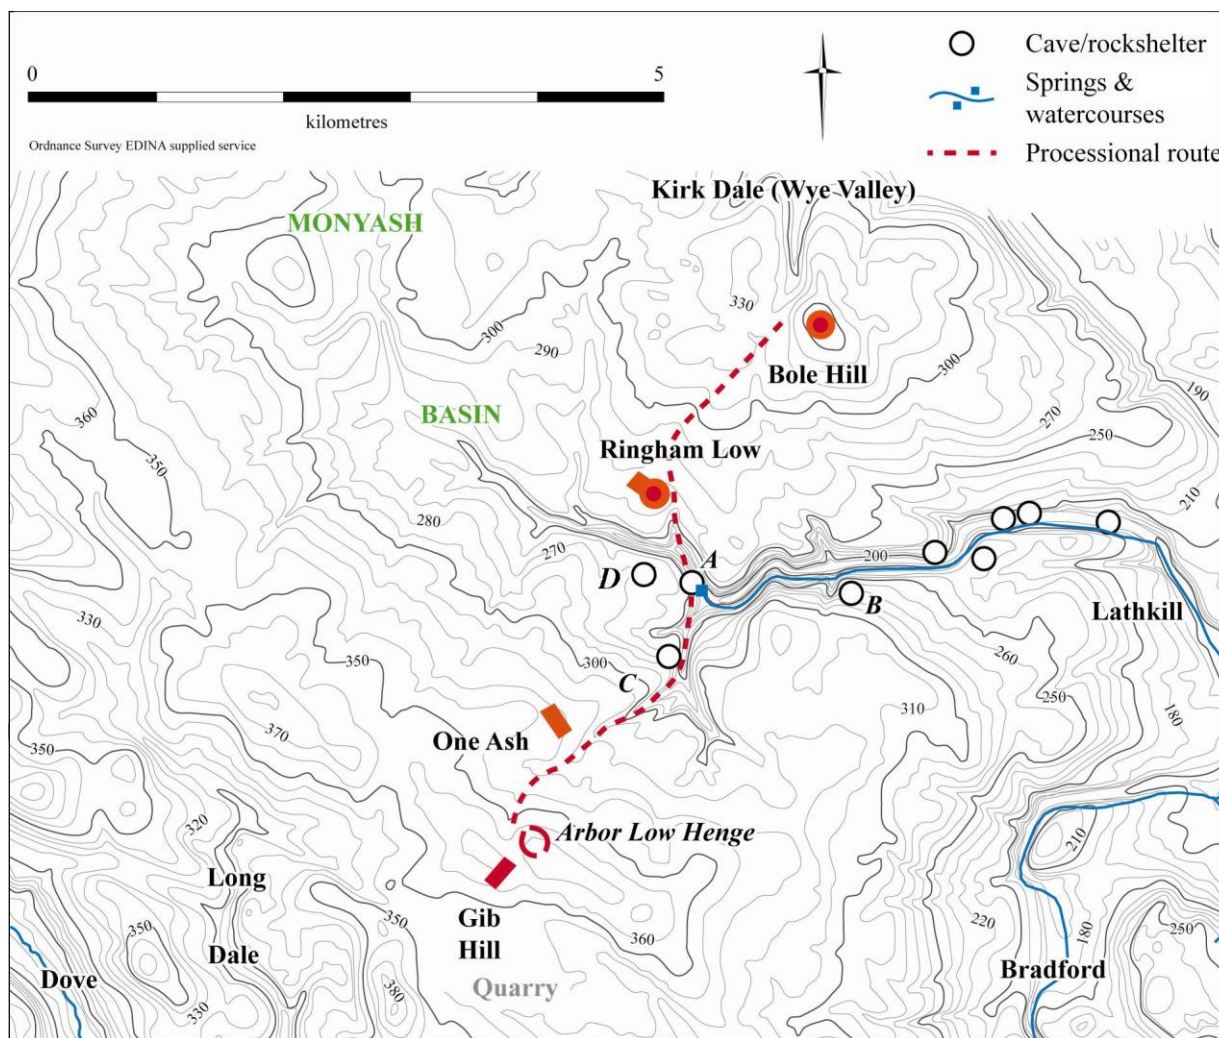 0
5
kilometres
Ordnance Survey EDINA supplied service
Cave/rockshelter
Springs &
watercourses
Processional route
Kirk Dale (Wye Valley)
MONYASH
330
300
290
Bole Hill
300
190
360
BASIN
270
250
350
Ringham Low
210
280
270
A
200
D
B
Lathkill
330
350
300
260
C
250
180
310
370
One Ash
350
320
Arbor Low Henge
210
Long
350
Gib
Hill
220
250
350
360
180
Dale
Dove
Quarry
Bradford
380
330